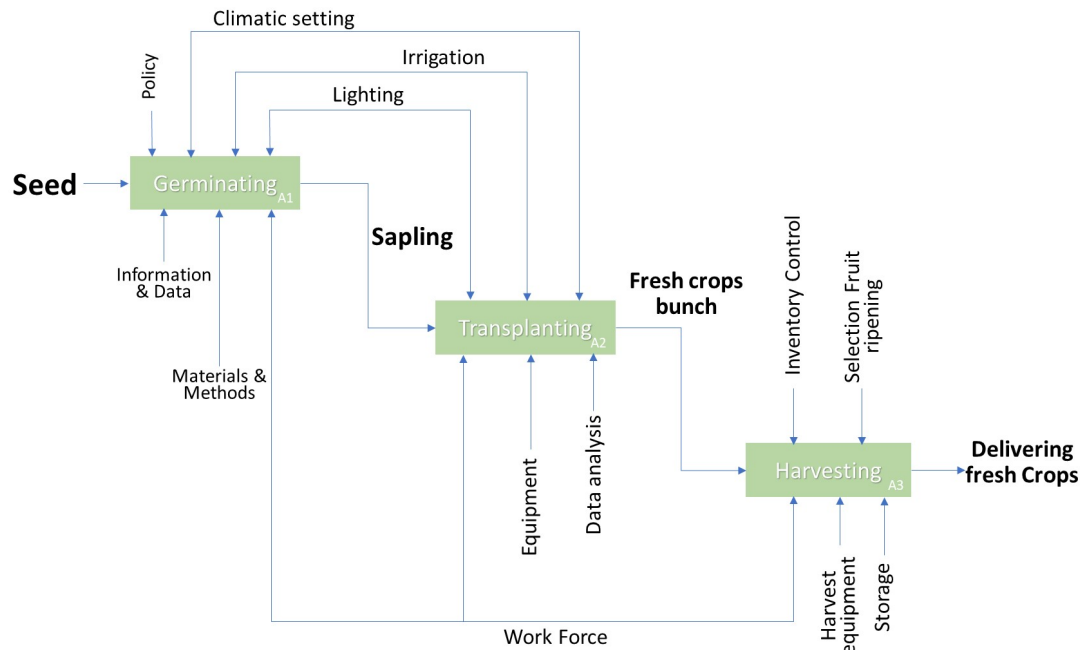 Climatic setting
Irrigation
Lighting
Policy
Seed
Germinating
A1
Information
& Data
Sapling
Materials &
Methods
Transplanting
A2
Fresh crops
bunch
Equipment
Data analysis
Inventory Control
Selection Fruit
ripening
Harvesting
A3
Delivering
fresh Crops
Harvest
equipment
Storage
Work Force